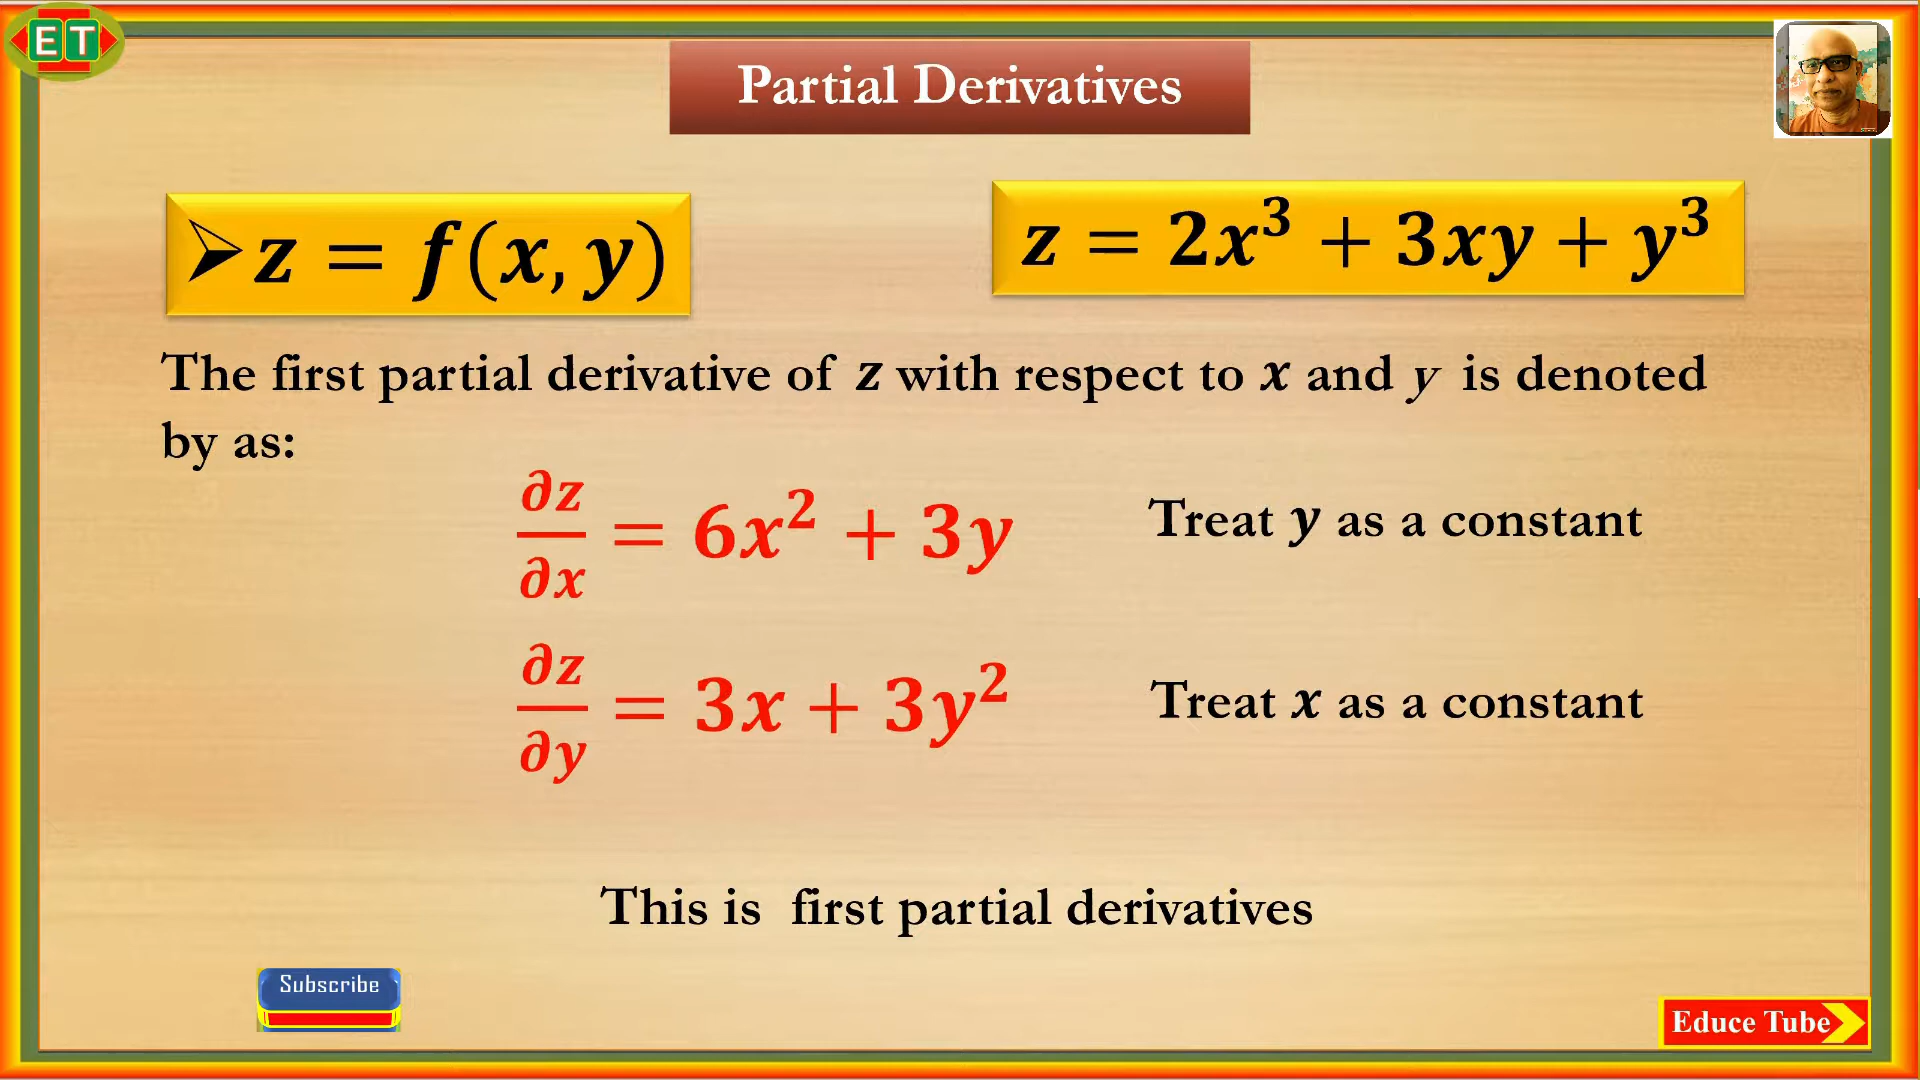 ET
Partial Derivatives
➢z = f(x, y)
z = 2x³ + 3xy + y³
The first partial derivative of z with respect to x and y is denoted
by as:
∂z/∂x = 6x² + 3y
Treat y as a constant
∂z/∂y = 3x + 3y²
Treat x as a constant
This is first partial derivatives
Subscribe
Educe Tube